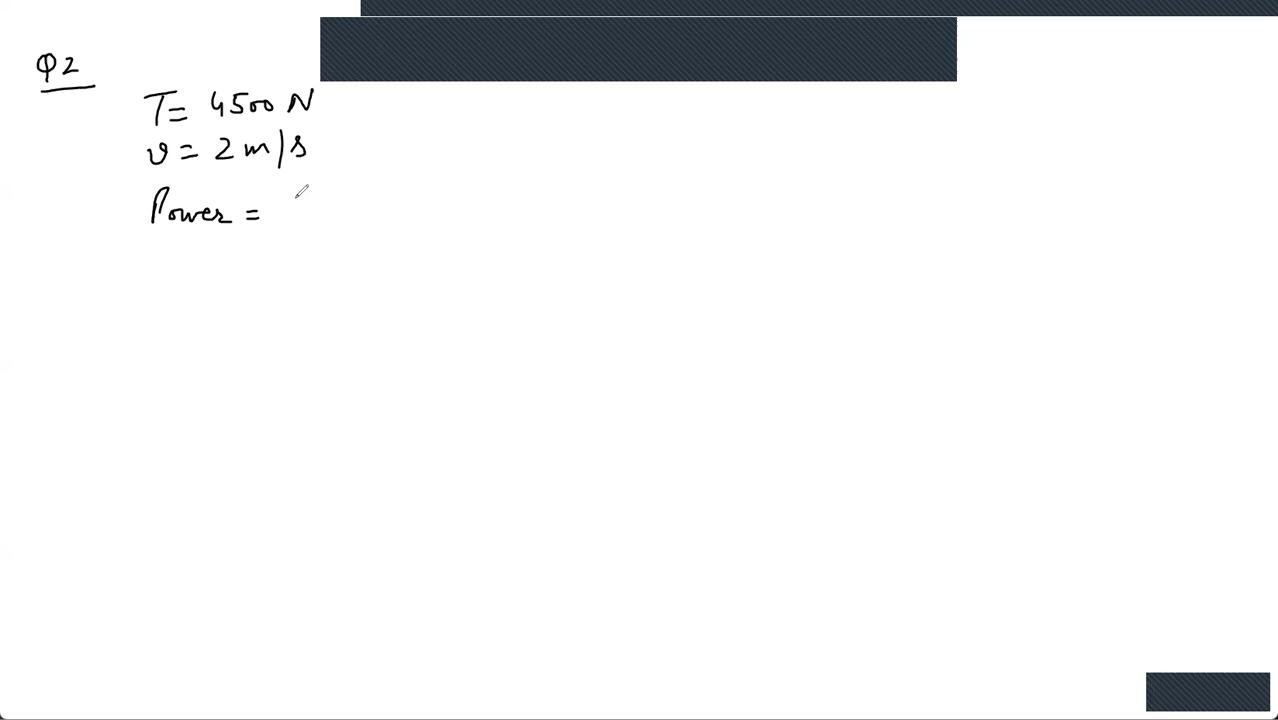 Q2
T= 4500 N
v = 2 m/s
Power =